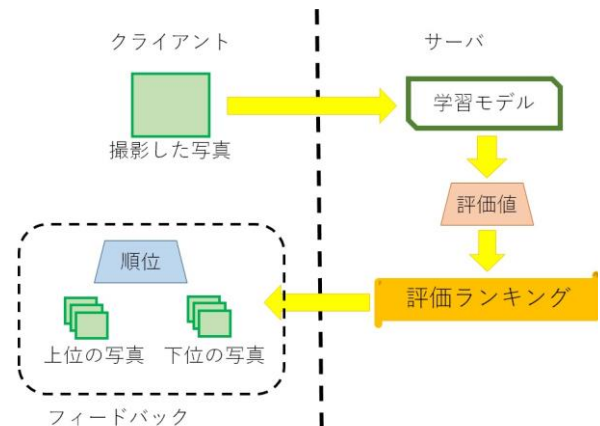 クライアント
サーバ
学習モデル
撮影した写真
評価値
順位
評価ランキング
上位の写真
下位の写真
フィードバック